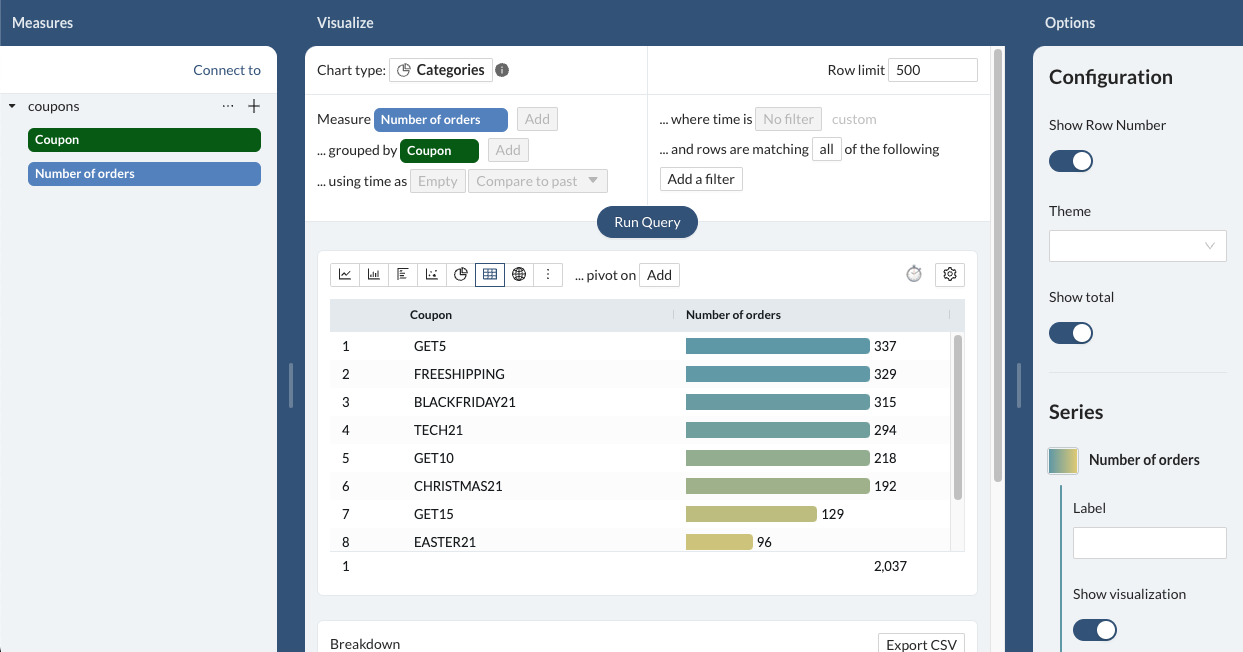 Measures
Visualize
Options
Connect to
coupons
Coupon
Number of orders
Chart type: Categories
Row limit 500
Measure Number of orders Add
... grouped by Coupon Add
... using time as Empty Compare to past
... where time is No filter custom
... and rows are matching all of the following
Add a filter
Run Query
... pivot on Add
Coupon Number of orders
1 GET5 337
2 FREESHIPPING 329
3 BLACKFRIDAY21 315
4 TECH21 294
5 GET10 218
6 CHRISTMAS21 192
7 GET15 129
8 EASTER21 96
1 2,037
Breakdown Export CSV
Configuration
Show Row Number
Theme
Show total
Series
Number of orders
Label
Show visualization